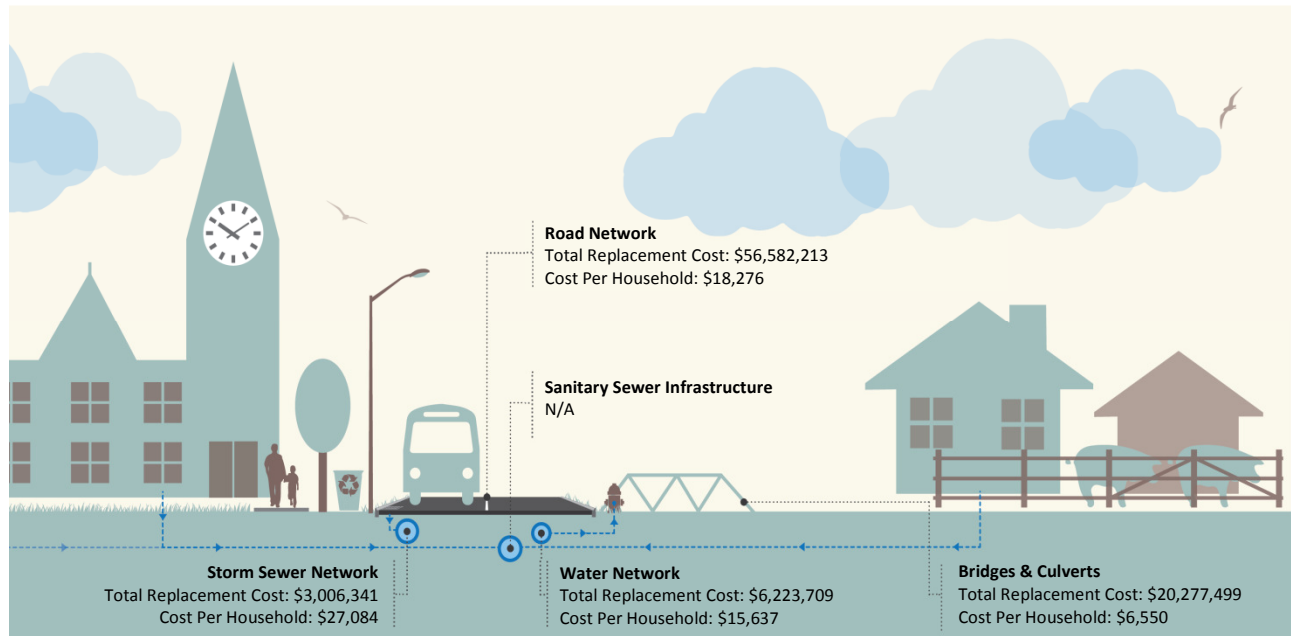 Road Network
Total Replacement Cost: $56,582,213
Cost Per Household: $18,276
Sanitary Sewer Infrastructure
N/A
Storm Sewer Network
Total Replacement Cost: $3,006,341
Cost Per Household: $27,084
Water Network
Total Replacement Cost: $6,223,709
Cost Per Household: $15,637
Bridges & Culverts
Total Replacement Cost: $20,277,499
Cost Per Household: $6,550